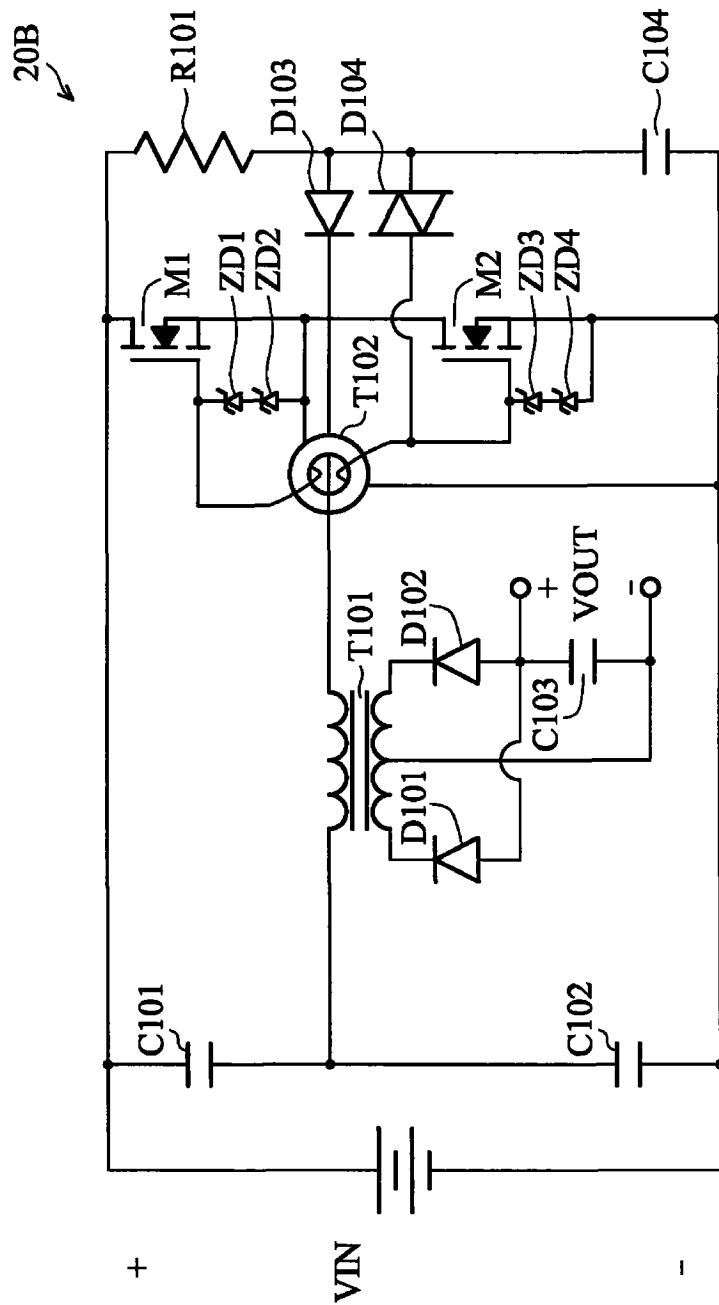 20B
+
VIN
-
C101
C102
T101
D101
D102
+
VOUT
-
C103
T102
M1
ZD1
ZD2
M2
ZD3
ZD4
R101
D103
D104
C104